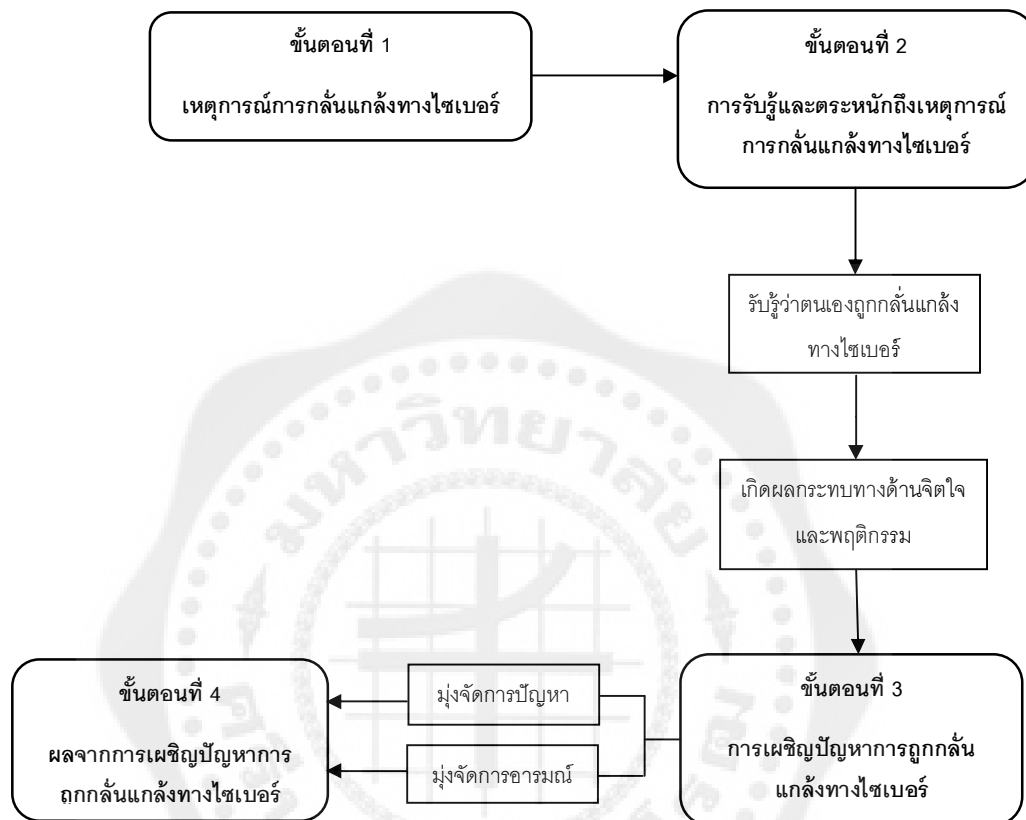 ขั้นตอนที่ 1
เหตุการณ์การกลั่นแกล้งทางไซเบอร์
ขั้นตอนที่ 2
การรับรู้และตระหนักถึงเหตุการณ์
การกลั่นแกล้งทางไซเบอร์
รับรู้ว่าตนเองถูกกลั่นแกล้ง
ทางไซเบอร์
เกิดผลกระทบทางด้านจิตใจ
และพฤติกรรม
ขั้นตอนที่ 3
การเผชิญปัญหาการถูกกลั่น
แกล้งทางไซเบอร์
มุ่งจัดการปัญหา
มุ่งจัดการอารมณ์
ขั้นตอนที่ 4
ผลจากการเผชิญปัญหาการ
ถูกกลั่นแกล้งทางไซเบอร์
มหาวิทยาลัย